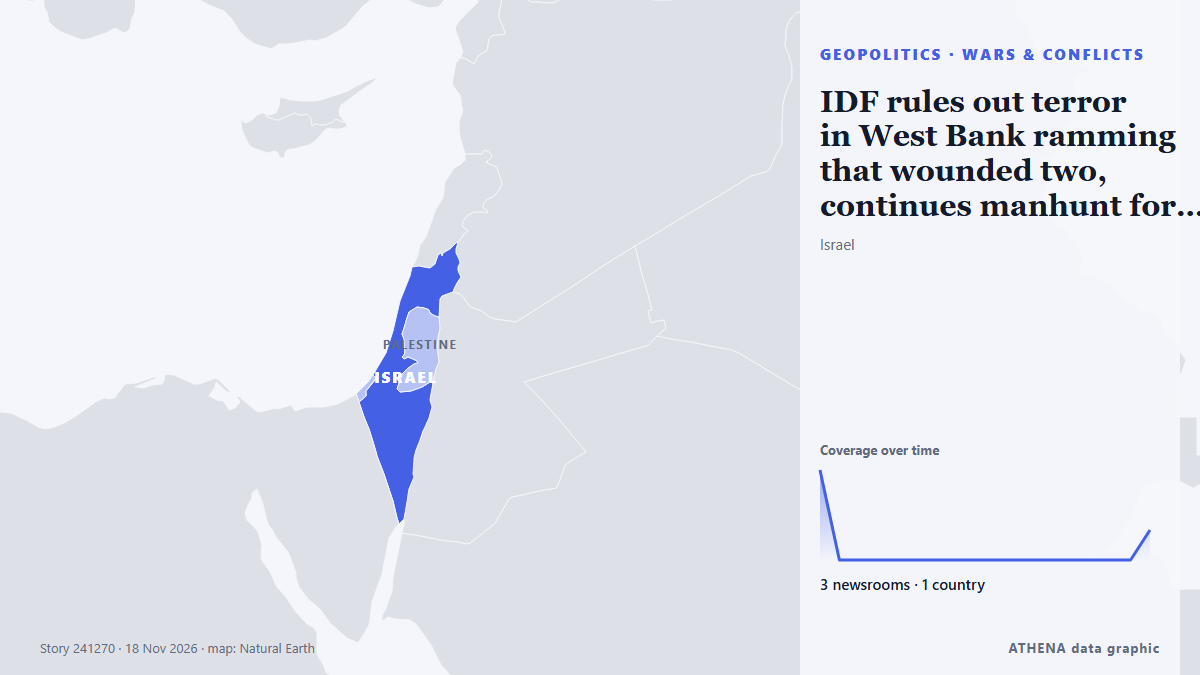 GEOPOLITICS · WARS & CONFLICTS
IDF rules out terror
in West Bank ramming
that wounded two,
continues manhunt for…
Israel
PALESTINE
ISRAEL
Coverage over time
3 newsrooms · 1 country
Story 241270 · 18 Nov 2026 · map: Natural Earth
ATHENA data graphic